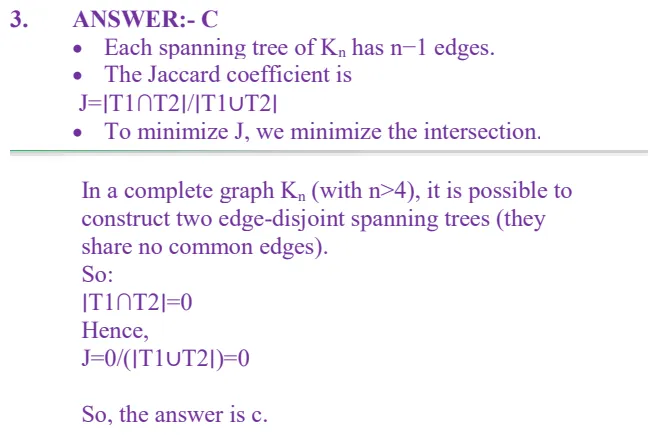 3. ANSWER:- C
• Each spanning tree of Kₙ has n−1 edges.
• The Jaccard coefficient is
J=|T1∩T2|/|T1∪T2|
• To minimize J, we minimize the intersection.
In a complete graph Kₙ (with n>4), it is possible to
construct two edge-disjoint spanning trees (they
share no common edges).
So:
|T1∩T2|=0
Hence,
J=0/(|T1∪T2|)=0
So, the answer is c.